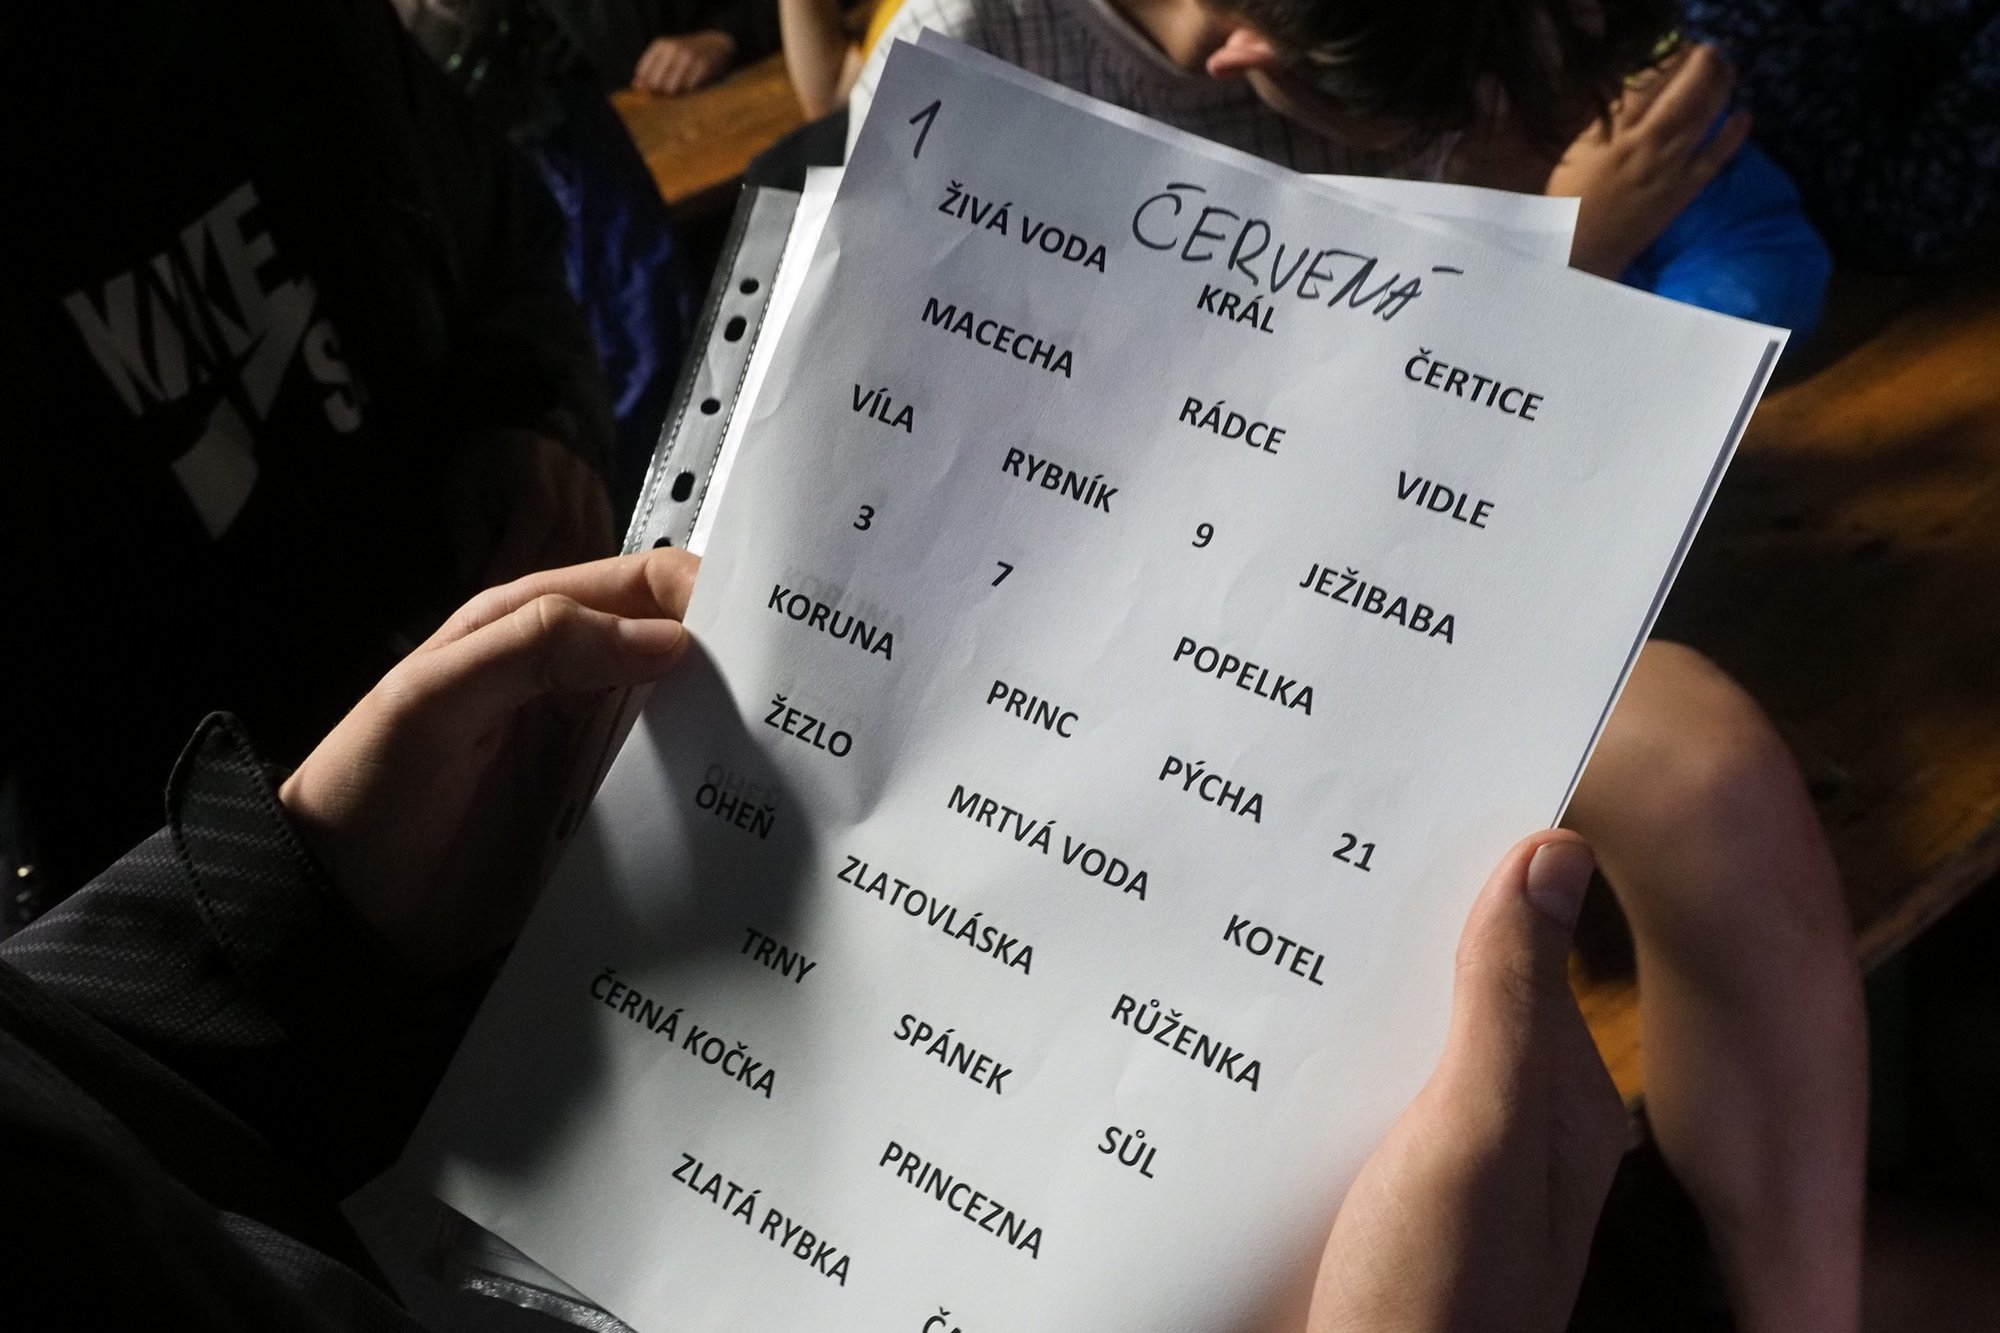 1
ČERVENÁ
ŽIVÁ VODA
KRÁL
ČERTICE
MACECHA
RÁDCE
VIDLE
VÍLA
RYBNÍK
9
JEŽIBABA
3
7
POPELKA
KORUNA
PRINC
PÝCHA
21
ŽEZLO
MRTVÁ VODA
KOTEL
OHEŇ
ZLATOVLÁSKA
RŮŽENKA
TRNY
SPÁNEK
SŮL
ČERNÁ KOČKA
PRINCEZNA
ZLATÁ RYBKA